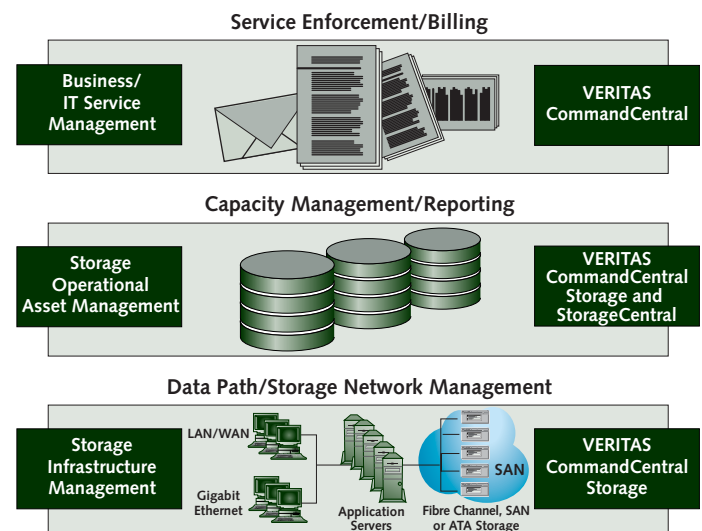 Service Enforcement/Billing
Business/
IT Service
Management
VERITAS
CommandCentral
Capacity Management/Reporting
Storage
Operational
Asset Management
VERITAS
CommandCentral
Storage and
StorageCentral
Data Path/Storage Network Management
Storage
Infrastructure
Management
LAN/WAN
Gigabit
Ethernet
Application
Servers
SAN
Fibre Channel, SAN
or ATA Storage
VERITAS
CommandCentral
Storage